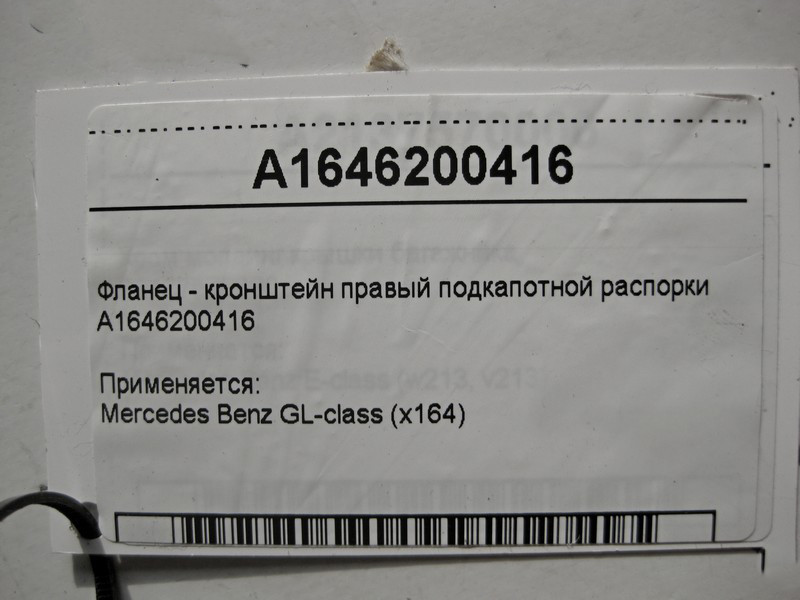 A1646200416
Фланец - кронштейн правый подкапотной распорки
A1646200416
Применяется:
Mercedes Benz GL-class (x164)